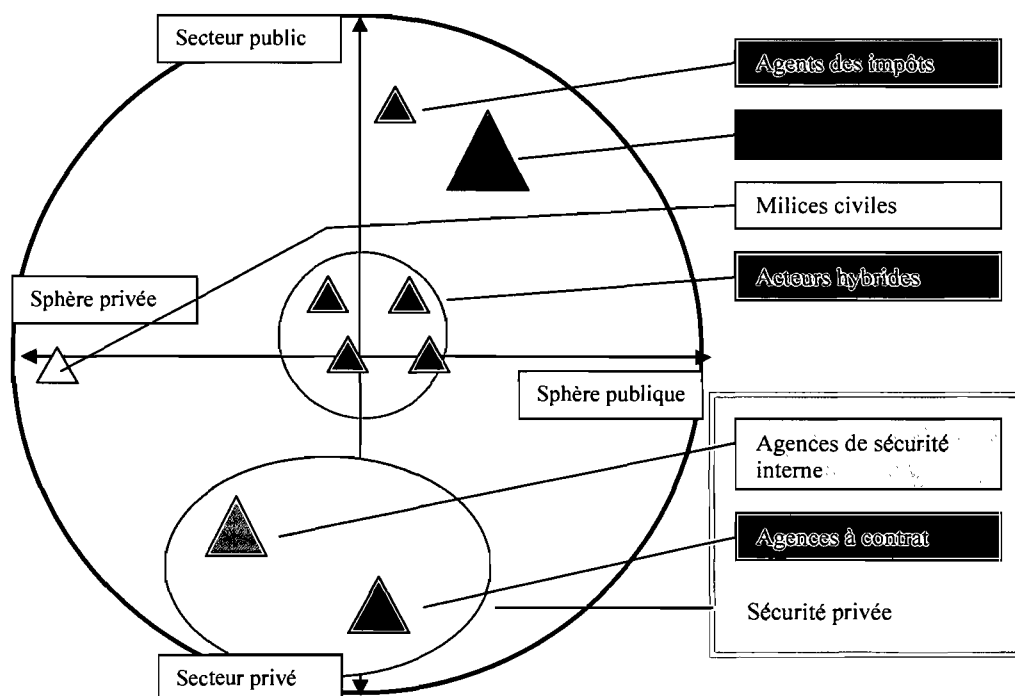 Secteur public
Agents des impôts
Milices civiles
Sphère privée
Acteurs hybrides
Sphère publique
Agences de sécurité
interne
Agences à contrat
Sécurité privée
Secteur privé